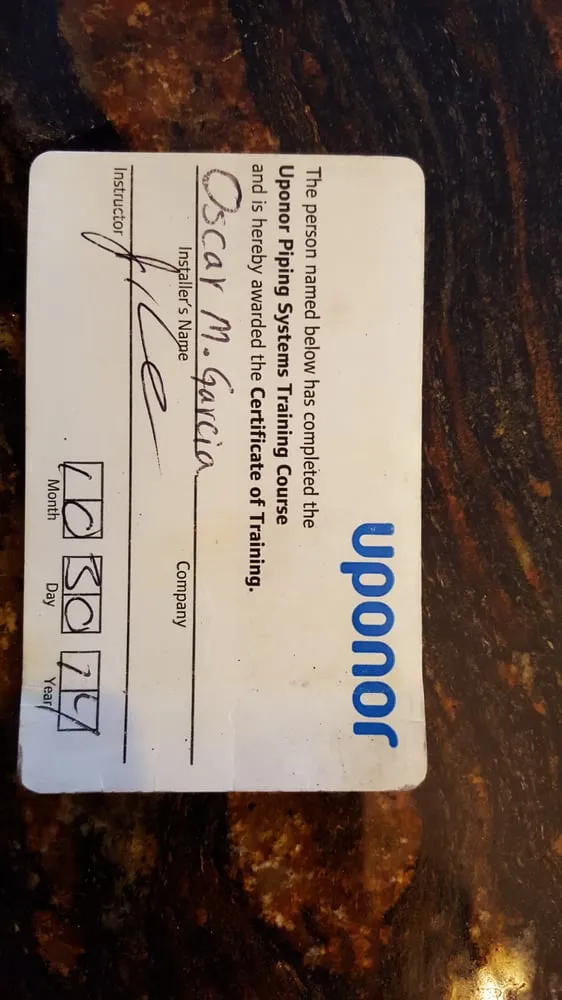 uponor
The person named below has completed the
Uponor Piping Systems Training Course
and is hereby awarded the Certificate of Training.
Oscar M. Garcia
Installer's Name Company
Instructor
10 30 14
Month Day Year